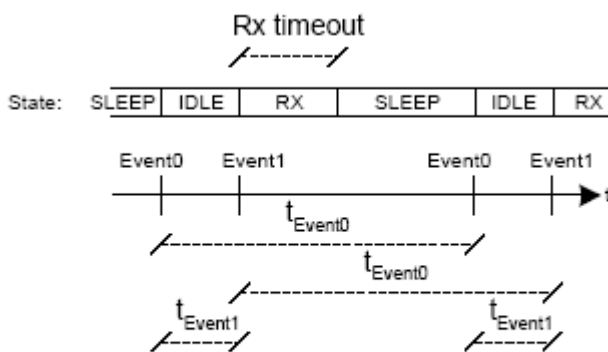 Rx timeout
State: SLEEP IDLE RX SLEEP IDLE RX
Event0 Event1 Event0 Event1
t
tEvent0
tEvent0
tEvent1 tEvent1